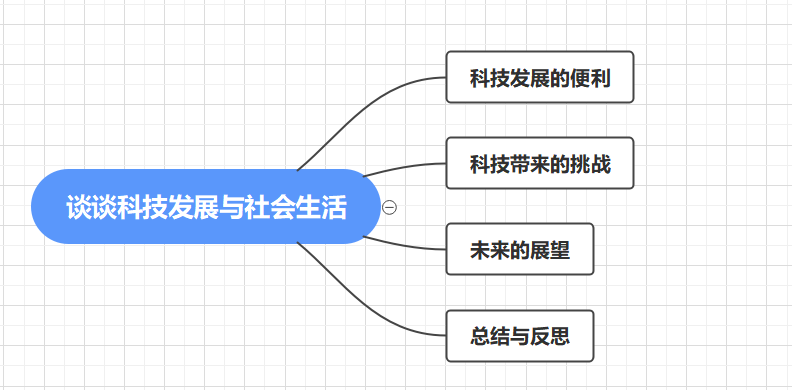 谈谈科技发展与社会生活
科技发展的便利
科技带来的挑战
未来的展望
总结与反思